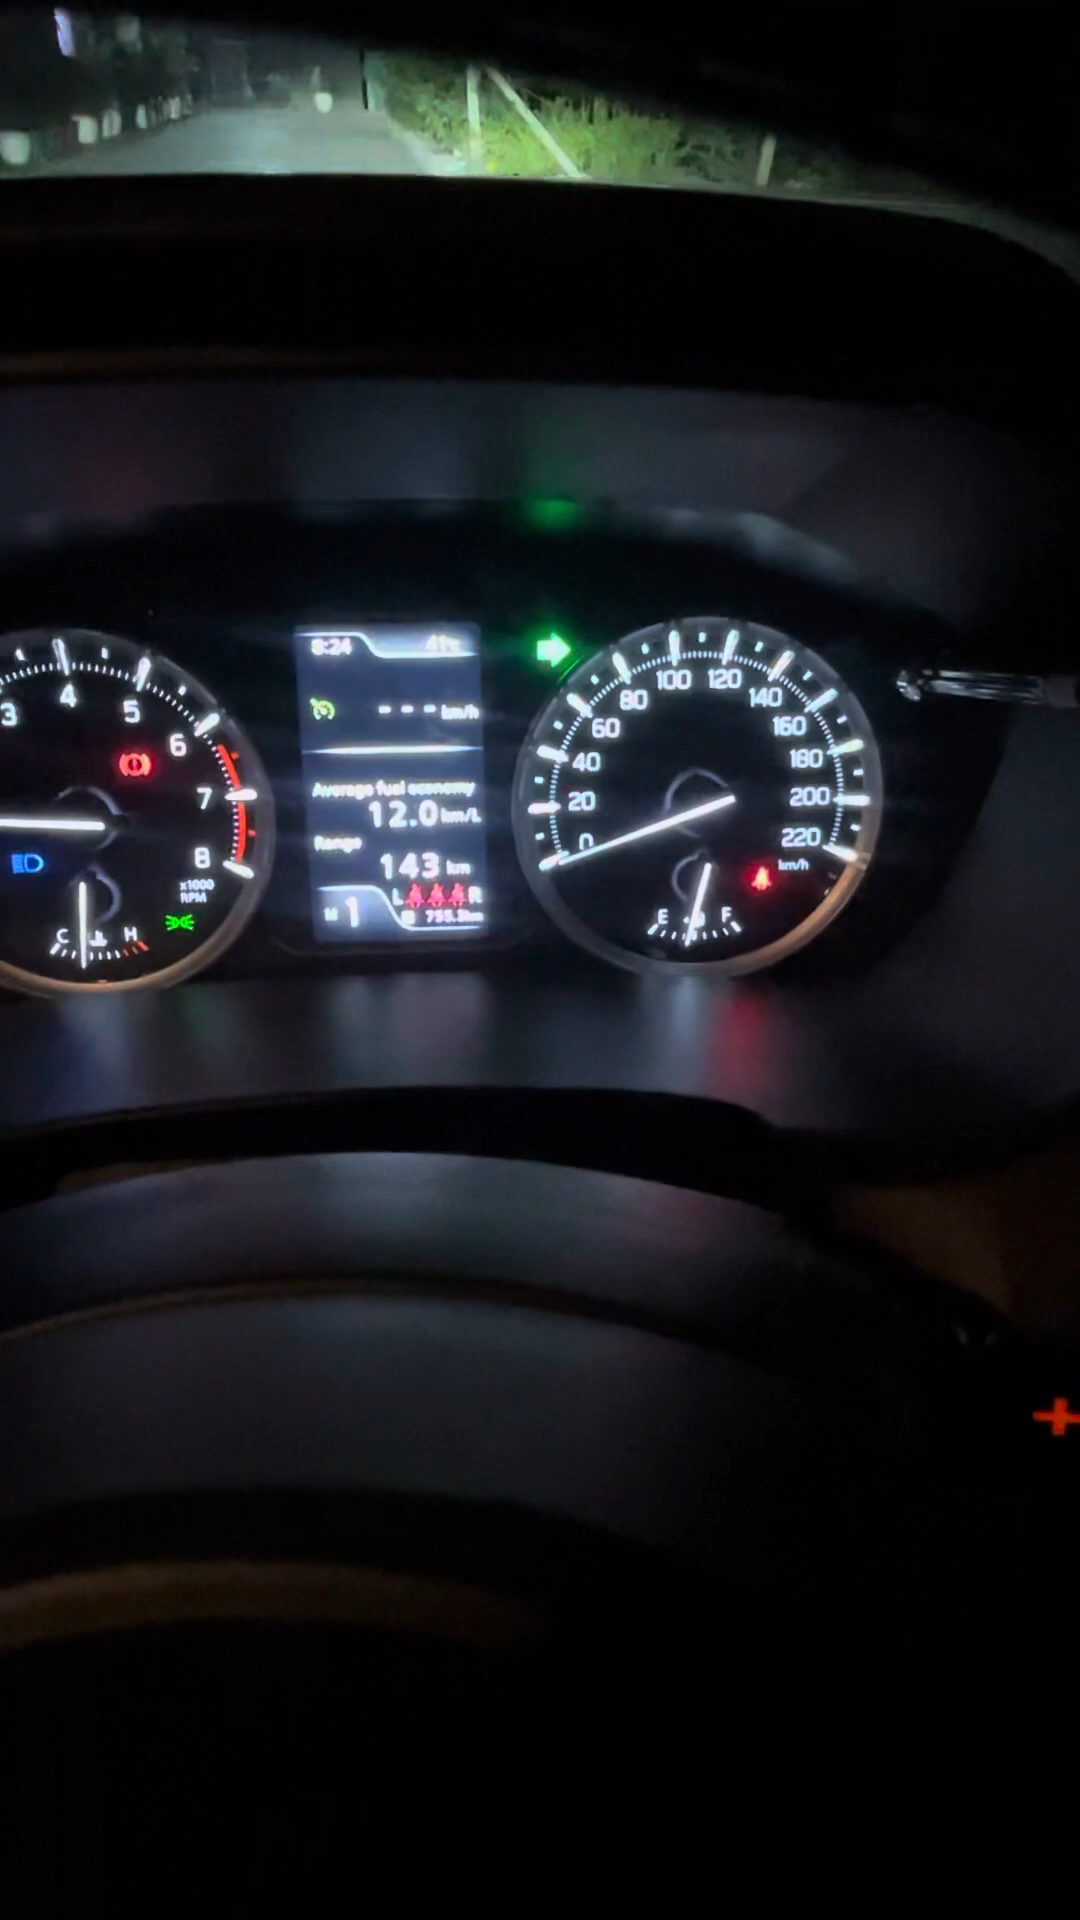 3
4
5
6
7
8
x1000
RPM
C
H
8:24
41°C
--- km/h
Average fuel economy
12.0 km/L
Range
143 km
L R
M 1
0
20
40
60
80
100
120
140
160
180
200
220
km/h
E
F